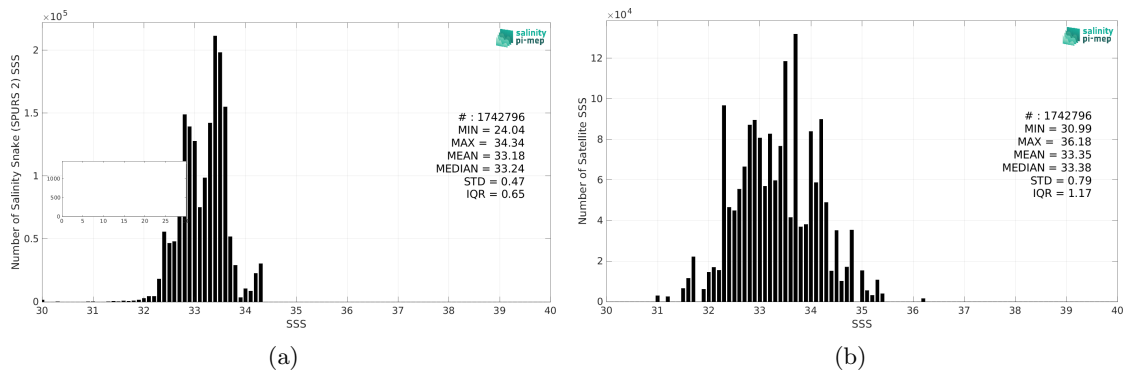 ×10⁵
2
1.5
1
0.5
0
Number of Salinity Snake (SPURS 2) SSS
salinity
pi-mep
# : 1742796
MIN = 24.04
MAX = 34.34
MEAN = 33.18
MEDIAN = 33.24
STD = 0.47
IQR = 0.65
1000
500
0
0 5 10 15 20 25
30 31 32 33 34 35 36 37 38 39 40
SSS
(a)
×10⁴
12
10
8
6
4
2
0
Number of Satellite SSS
salinity
pi-mep
# : 1742796
MIN = 30.99
MAX = 36.18
MEAN = 33.35
MEDIAN = 33.38
STD = 0.79
IQR = 1.17
30 31 32 33 34 35 36 37 38 39 40
SSS
(b)